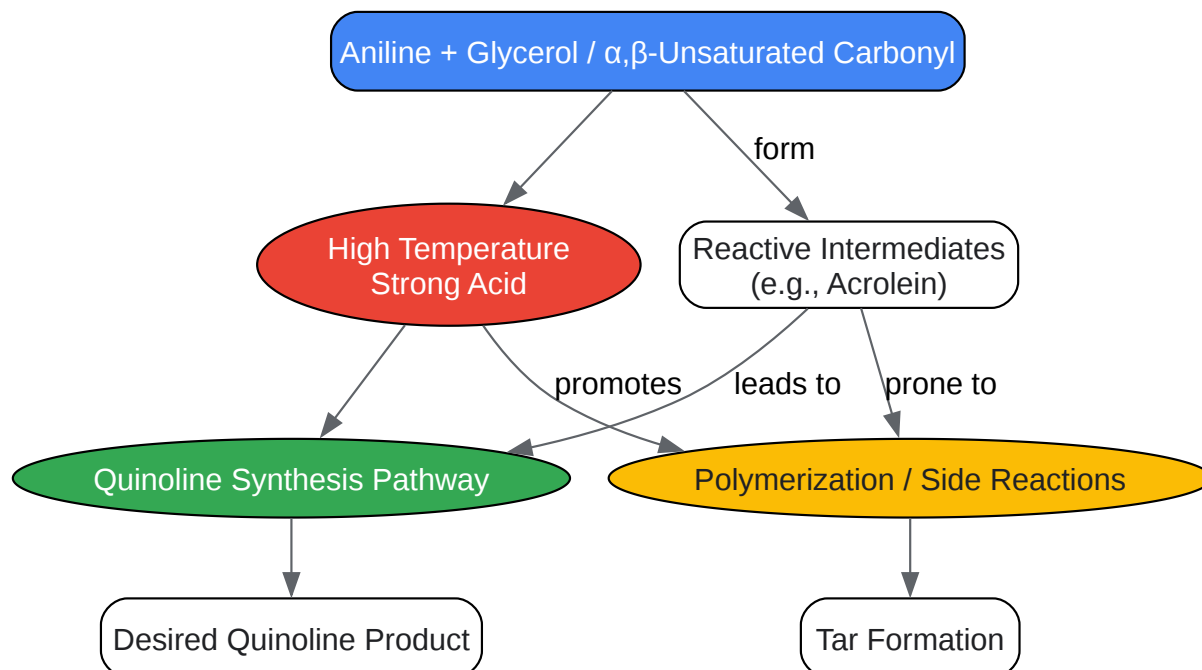 Aniline + Glycerol / α,β-Unsaturated Carbonyl
form
High Temperature
Strong Acid
Reactive Intermediates
(e.g., Acrolein)
promotes
leads to
prone to
Quinoline Synthesis Pathway
Polymerization / Side Reactions
Desired Quinoline Product
Tar Formation